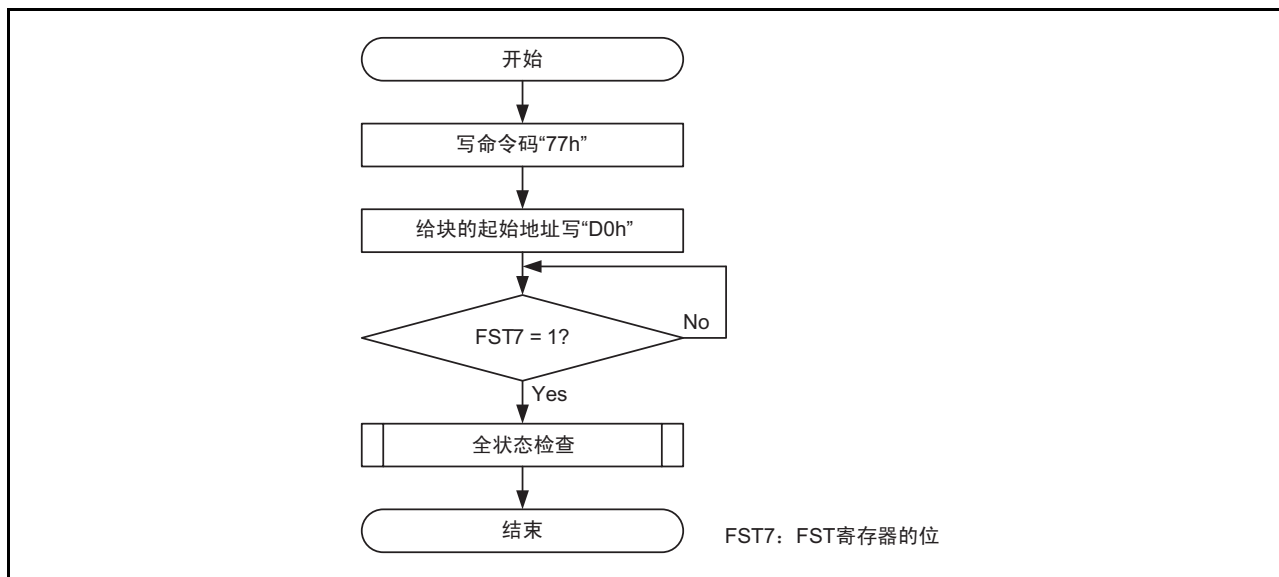 开始
写命令码“77h”
给块的起始地址写“D0h”
FST7 = 1?
No
Yes
全状态检查
结束
FST7：FST寄存器的位